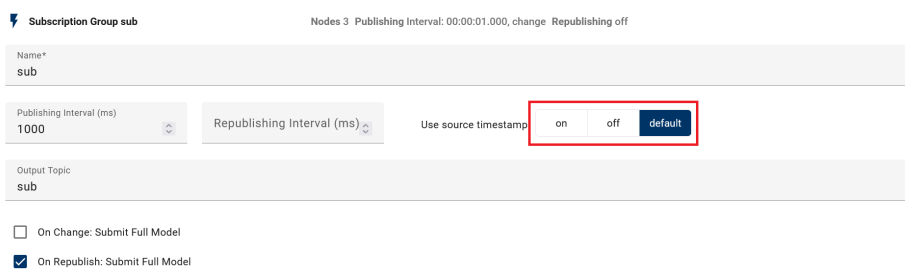 Subscription Group sub Nodes 3 Publishing Interval: 00:00:01.000, change Republishing off
Name*
sub
Publishing Interval (ms)
1000
Republishing Interval (ms)
Use source timestamp on off default
Output Topic
sub
On Change: Submit Full Model
On Republish: Submit Full Model